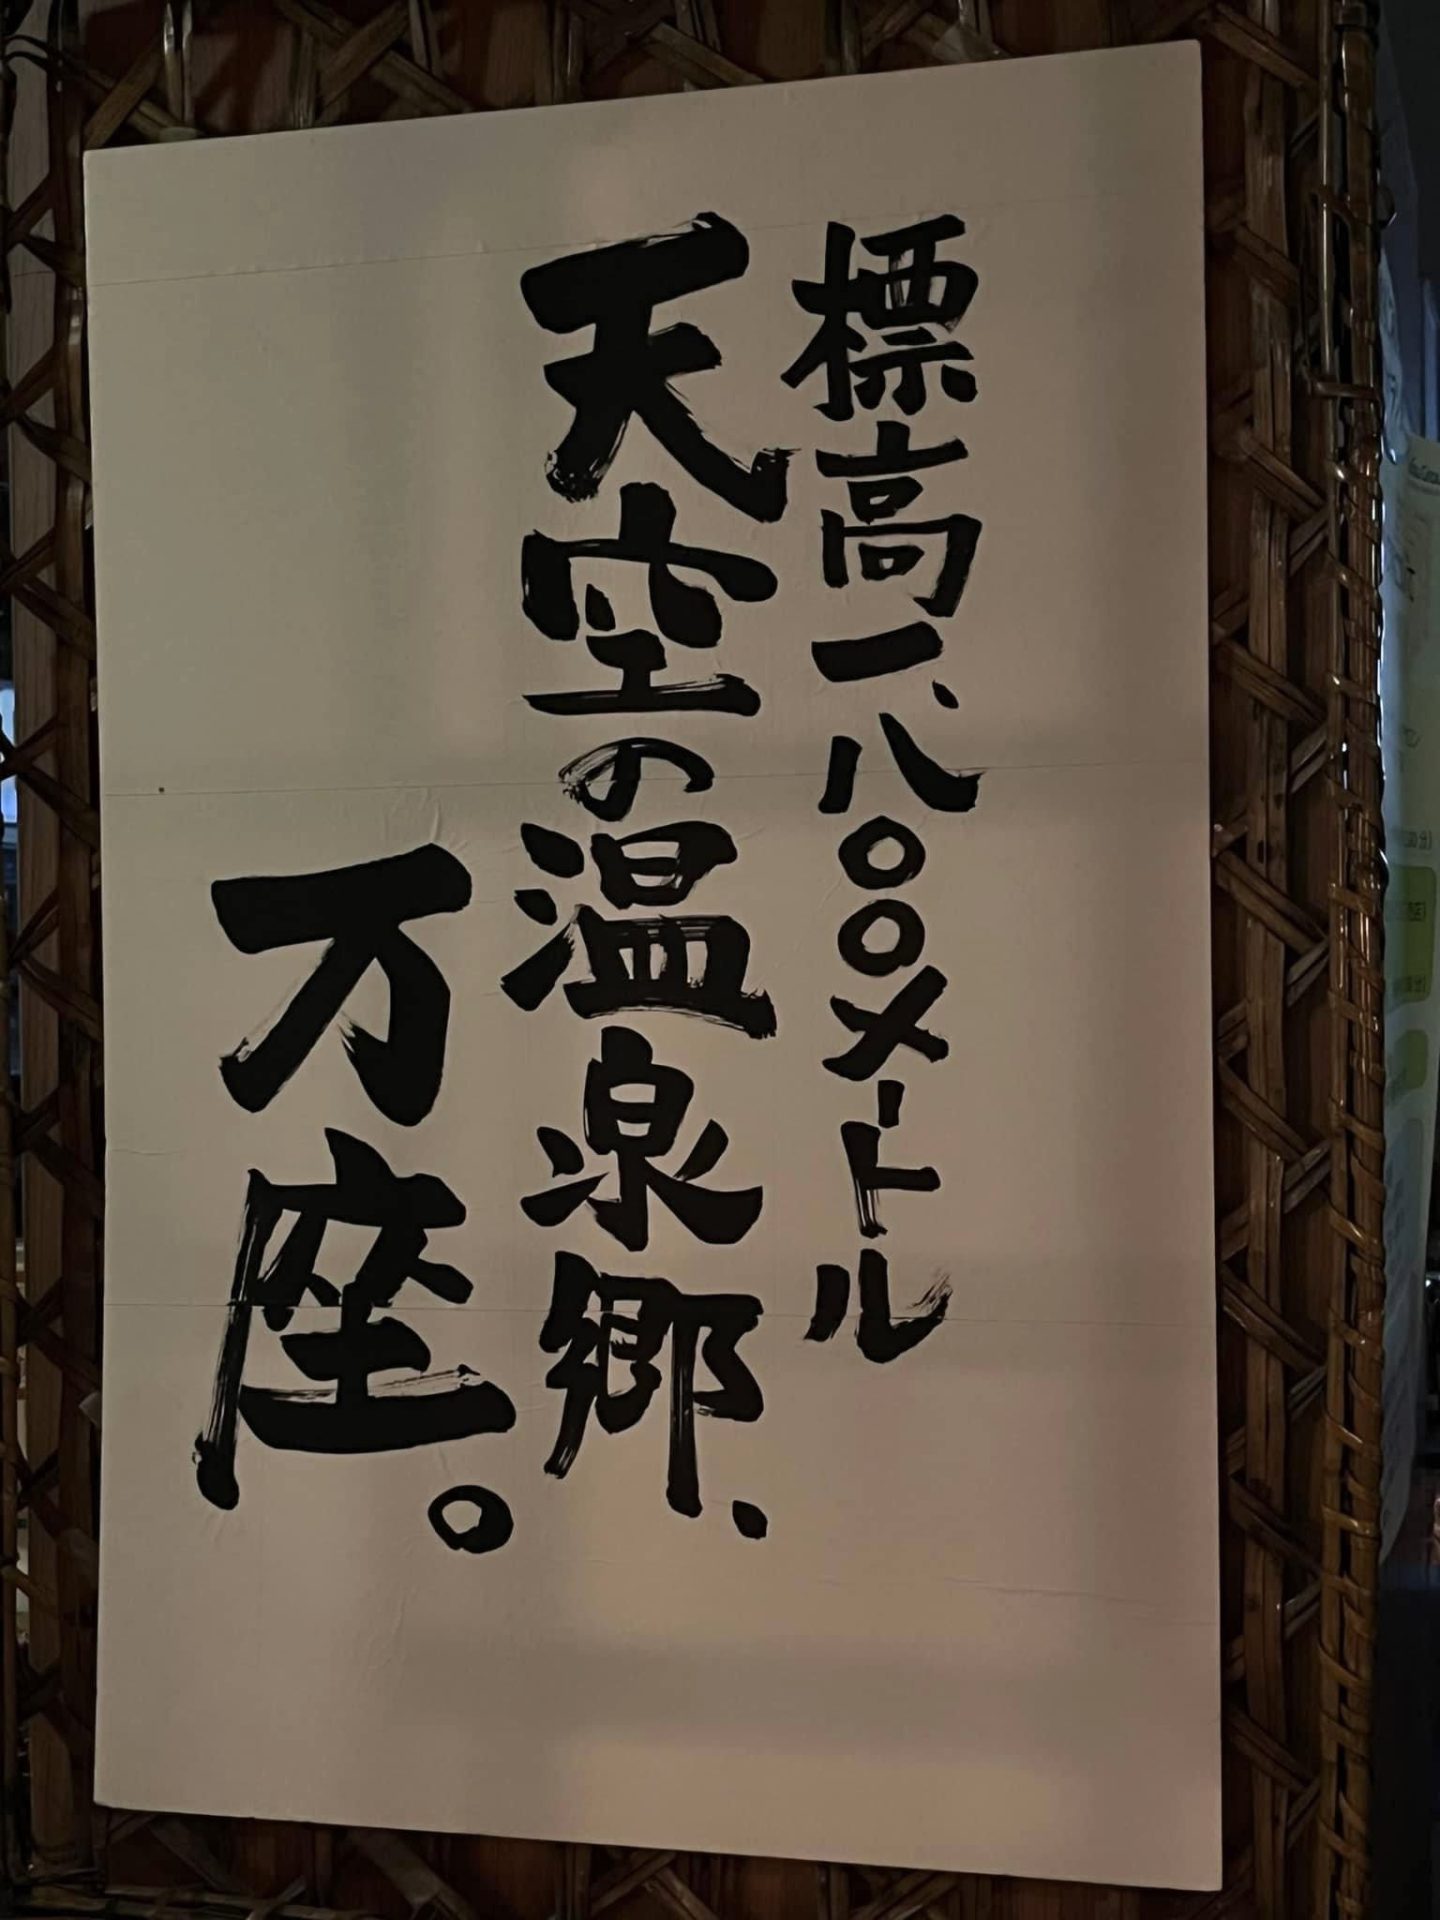 標高一、八〇〇メートル
天空の温泉郷、
万座。